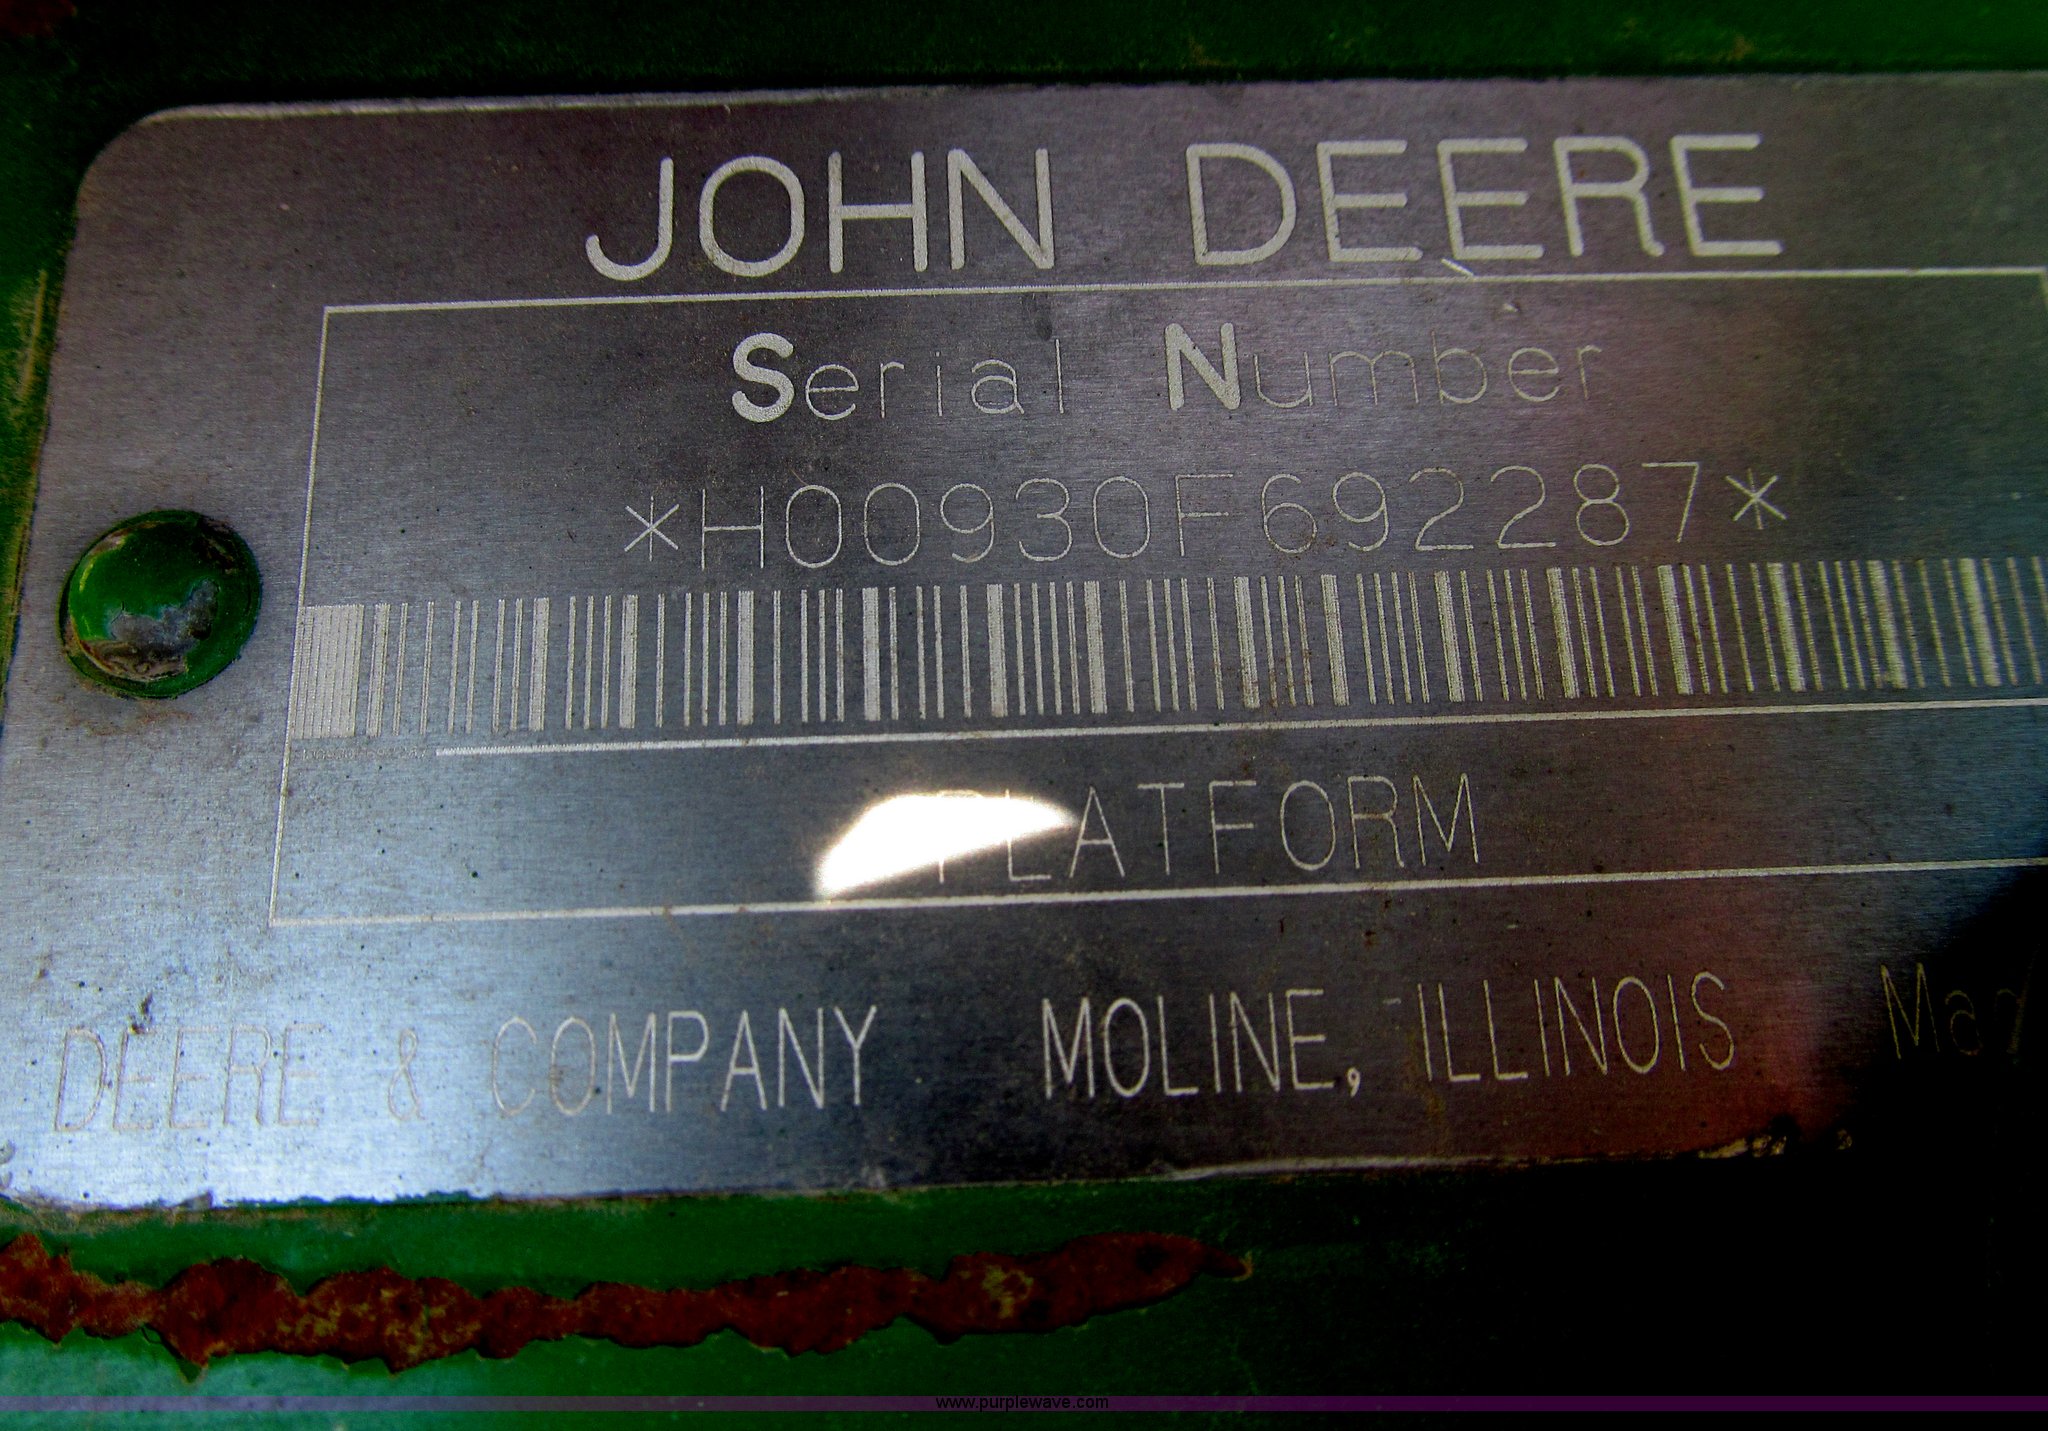 JOHN DEERE
Serial Number
*H00930F692287*
PLATFORM
DEERE & COMPANY MOLINE, ILLINOIS
www.purplewave.com